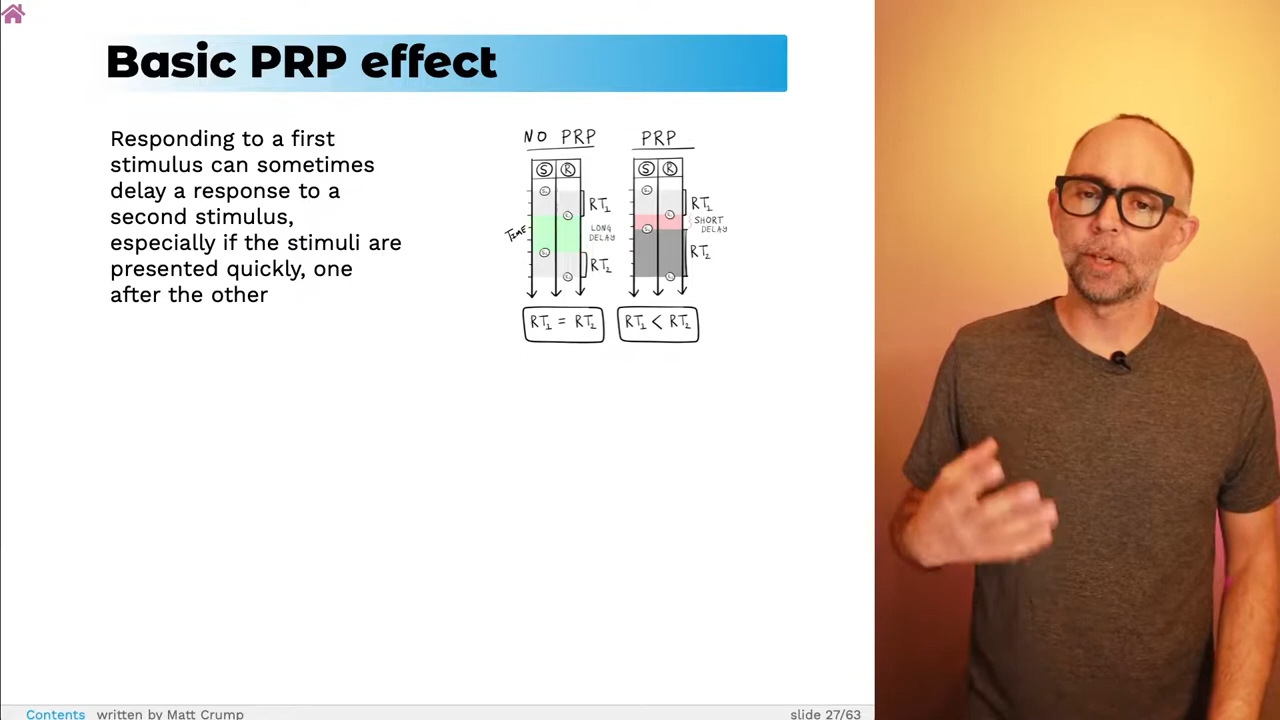 Basic PRP effect
Responding to a first
stimulus can sometimes
delay a response to a
second stimulus,
especially if the stimuli are
presented quickly, one
after the other
NO PRP
S R
TIME
RT1
LONG
DELAY
RT2
RT1 = RT2
PRP
S R
RT1
SHORT
DELAY
RT2
RT1 < RT2
Contents written by Matt Crump
slide 27/63